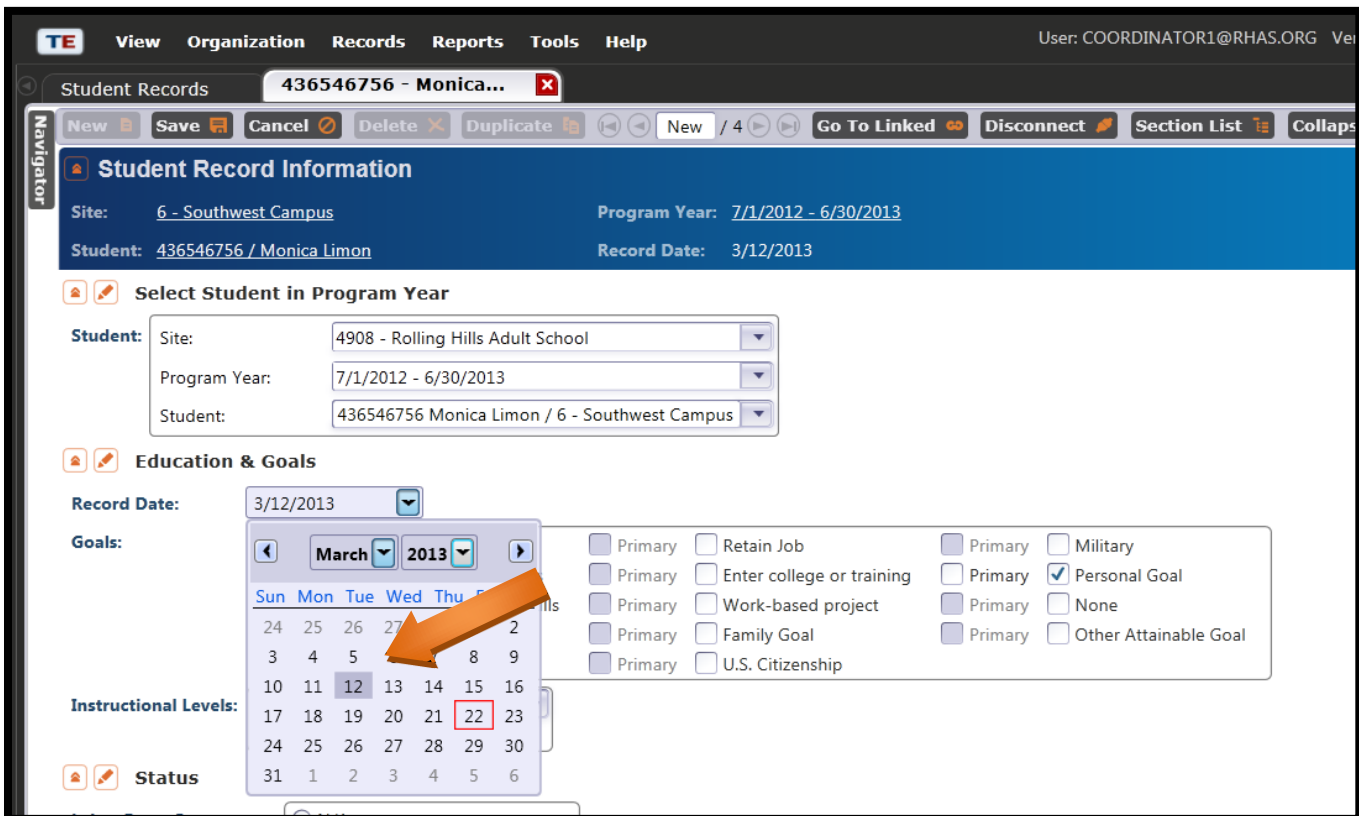 TE View Organization Records Reports Tools Help User: COORDINATOR1@RHAS.ORG Ver
Student Records 436546756 - Monica...
Navigator
New Save Cancel Delete Duplicate New / 4 Go To Linked Disconnect Section List Collaps
Student Record Information
Site: 6 - Southwest Campus Program Year: 7/1/2012 - 6/30/2013
Student: 436546756 / Monica Limon Record Date: 3/12/2013
Select Student in Program Year
Student: Site: 4908 - Rolling Hills Adult School
Program Year: 7/1/2012 - 6/30/2013
Student: 436546756 Monica Limon / 6 - Southwest Campus
Education & Goals
Record Date: 3/12/2013
Goals:
March 2013
Sun Mon Tue Wed Thu
24 25 26 27 2
3 4 5 8 9
10 11 12 13 14 15 16
17 18 19 20 21 22 23
24 25 26 27 28 29 30
31 1 2 3 4 5 6
Primary Retain Job Primary Military
Primary Enter college or training Primary Personal Goal
Primary Work-based project Primary None
Primary Family Goal Primary Other Attainable Goal
Primary U.S. Citizenship
Instructional Levels:
Status